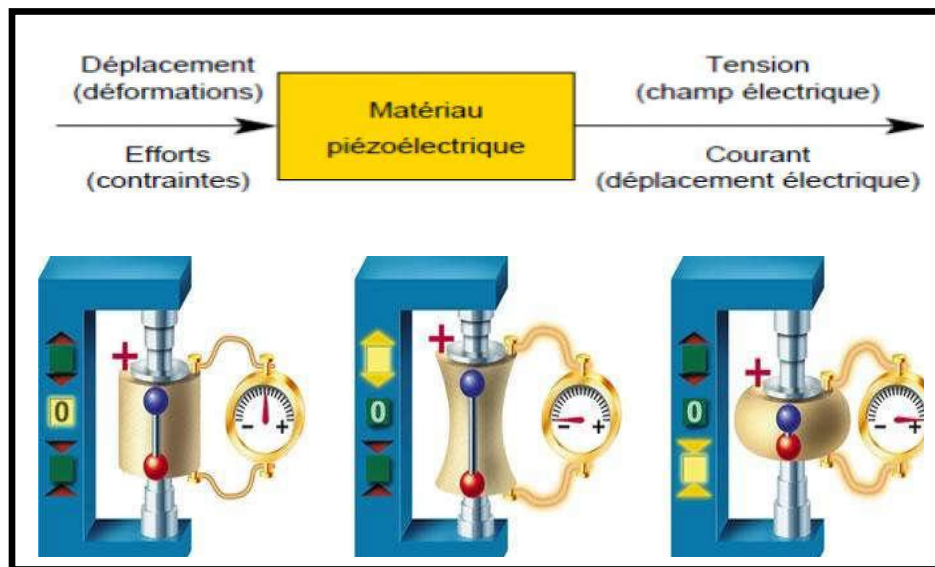 Déplacement
(déformations)
Efforts
(contraintes)
Matériau
piézoélectrique
Tension
(champ électrique)
Courant
(déplacement électrique)
+
0
- +
+
0
- +
+
0
- +